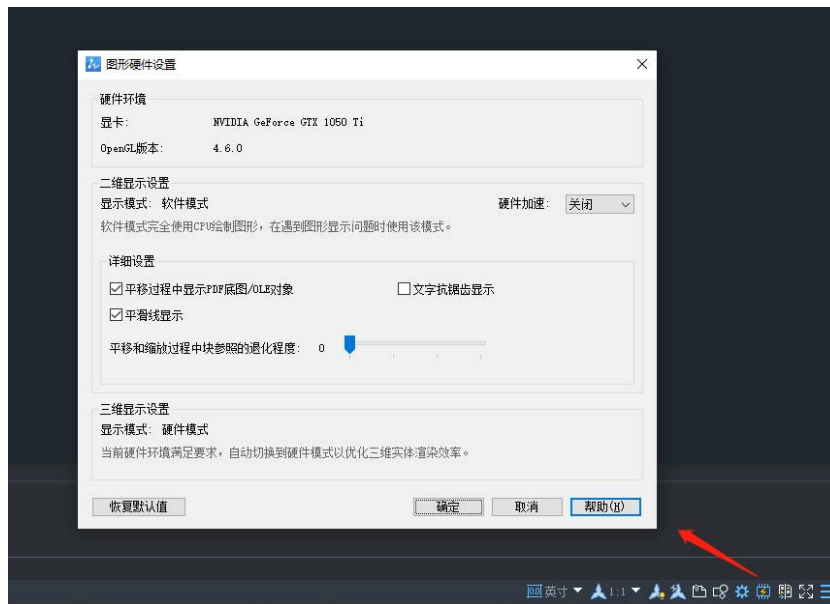 图形硬件设置
硬件环境
显卡: NVIDIA GeForce GTX 1050 Ti
OpenGL版本: 4.6.0
二维显示设置
显示模式: 软件模式 硬件加速: 关闭
软件模式完全使用CPU绘制图形，在遇到图形显示问题时使用该模式。
详细设置
平移过程中显示PDF底图/OLE对象 文字抗锯齿显示
平滑线显示
平移和缩放过程中块参照的退化程度: 0
三维显示设置
显示模式: 硬件模式
当前硬件环境满足要求，自动切换到硬件模式以优化三维实体渲染效率。
恢复默认值 确定 取消 帮助(H)
英寸 1:1